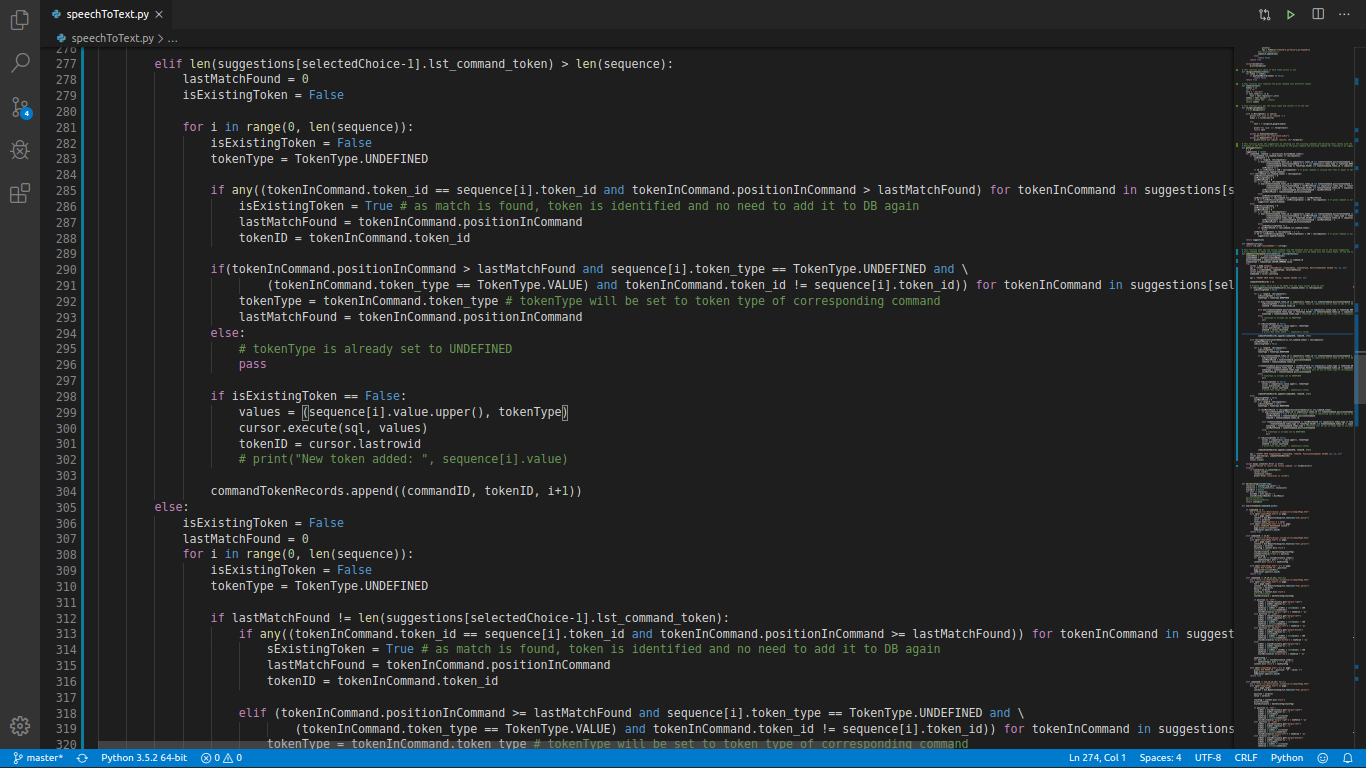 speechToText.py
speechToText.py > ...
276
277 elif len(suggestions[selectedChoice-1].lst_command_token) > len(sequence):
278 lastMatchFound = 0
279 isExistingToken = False
280
281 for i in range(0, len(sequence)):
282 isExistingToken = False
283 tokenType = TokenType.UNDEFINED
284
285 if any((tokenInCommand.token_id == sequence[i].token_id and tokenInCommand.positionInCommand > lastMatchFound) for tokenInCommand in suggestions[s
286 isExistingToken = True # as match is found, token is identified and no need to add it to DB again
287 lastMatchFound = tokenInCommand.positionInCommand
288 tokenID = tokenInCommand.token_id
289
290 if(tokenInCommand.positionInCommand > lastMatchFound and sequence[i].token_type == TokenType.UNDEFINED and \
291 (tokenInCommand.token_type == TokenType.VALUE) and tokenInCommand.token_id != sequence[i].token_id)) for tokenInCommand in suggestions[sel
292 tokenType = tokenInCommand.token_type # tokenType will be set to token type of corresponding command
293 lastMatchFound = tokenInCommand.positionInCommand
294 else:
295 # tokenType is already set to UNDEFINED
296 pass
297
298 if isExistingToken == False:
299 values = (sequence[i].value.upper(), tokenType)
300 cursor.execute(sql, values)
301 tokenID = cursor.lastrowid
302 # print("New token added: ", sequence[i].value)
303
304 commandTokenRecords.append((commandID, tokenID, i+1))
305 else:
306 isExistingToken = False
307 lastMatchFound = 0
308 for i in range(0, len(sequence)):
309 isExistingToken = False
310 tokenType = TokenType.UNDEFINED
311
312 if lastMatchFound != len(suggestions[selectedChoice-1].lst_command_token):
313 if any((tokenInCommand.token_id == sequence[i].token_id and tokenInCommand.positionInCommand >= lastMatchFound)) for tokenInCommand in suggest
314 sExistingToken = True # as match is found, token is identified and no need to add it to DB again
315 lastMatchFound = tokenInCommand.positionInCommand
316 tokenID = tokenInCommand.token_id
317
318 elif (tokenInCommand.positionInCommand >= lastMatchFound and sequence[i].token_type == TokenType.UNDEFINED and \
319 (tokenInCommand.token_type == TokenType.VALUE) and tokenInCommand.token_id != sequence[i].token_id)) for tokenInCommand in suggestions
320 tokenType = tokenInCommand.token_type # tokenType will be set to token type of corresponding command
4
master* Python 3.5.2 64-bit 0 0 Ln 274, Col 1 Spaces: 4 UTF-8 CRLF Python